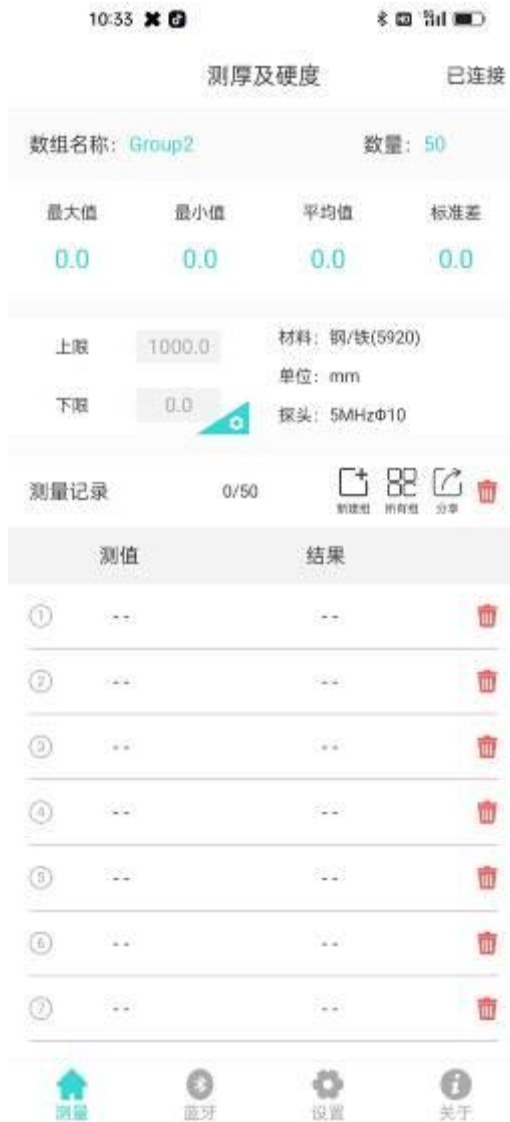 10:33
测厚及硬度 已连接
数组名称: Group2 数量: 50
最大值 最小值 平均值 标准差
0.0 0.0 0.0 0.0
上限 1000.0 材料: 钢/铁(5920)
单位: mm
下限 0.0 探头: 5MHzΦ10
测量记录 0/50 新建组 所有组 分享
测值 结果
① -- --
② -- --
③ -- --
④ -- --
⑤ -- --
⑥ -- --
⑦ -- --
测量 蓝牙 设置 关于